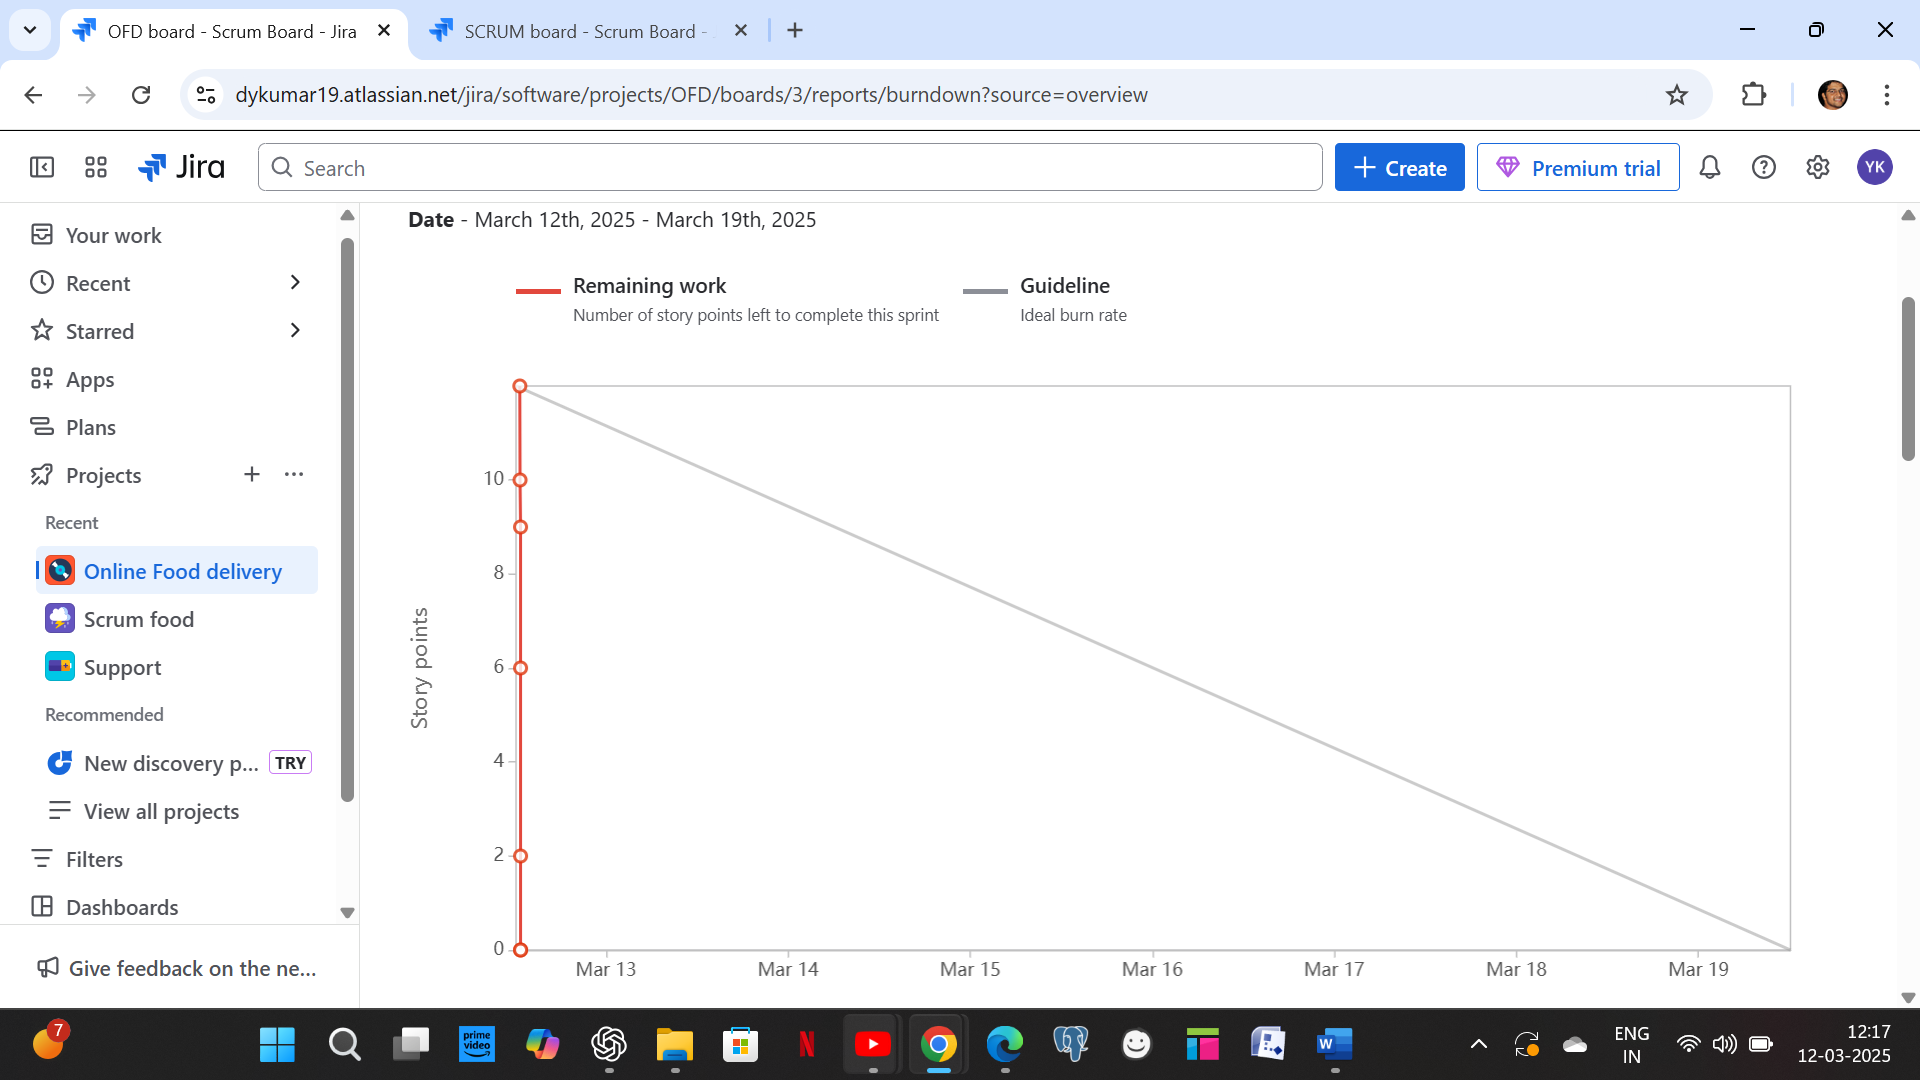 OFD board - Scrum Board - Jira
SCRUM board - Scrum Board -
dykumar19.atlassian.net/jira/software/projects/OFD/boards/3/reports/burndown?source=overview
Jira
Search
Create
Premium trial
YK
Your work
Recent
Starred
Apps
Plans
Projects
Recent
Online Food delivery
Scrum food
Support
Recommended
New discovery p... TRY
View all projects
Filters
Dashboards
Give feedback on the ne...
Date - March 12th, 2025 - March 19th, 2025
Remaining work
Number of story points left to complete this sprint
Guideline
Ideal burn rate
Story points
10
8
6
4
2
0
Mar 13 Mar 14 Mar 15 Mar 16 Mar 17 Mar 18 Mar 19
7
prime
video
N
W
ENG
IN
12:17
12-03-2025